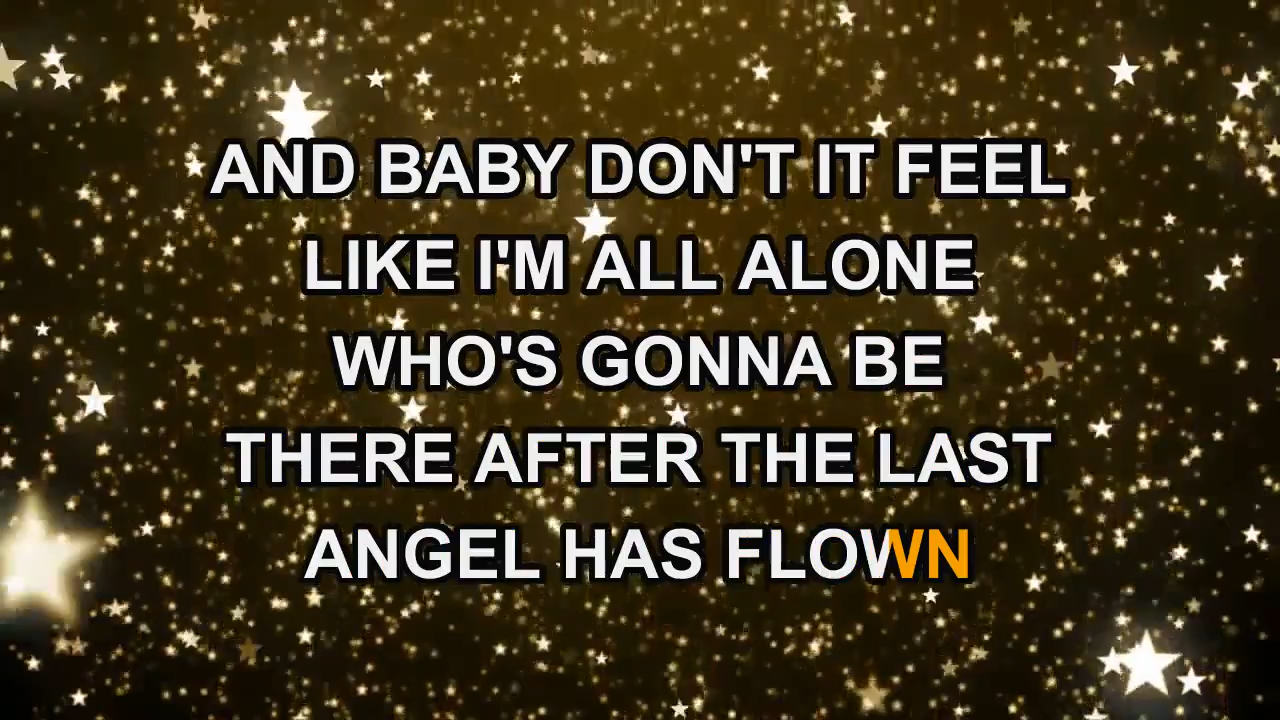 AND BABY DON'T IT FEEL
LIKE I'M ALL ALONE
WHO'S GONNA BE
THERE AFTER THE LAST
ANGEL HAS FLOWN